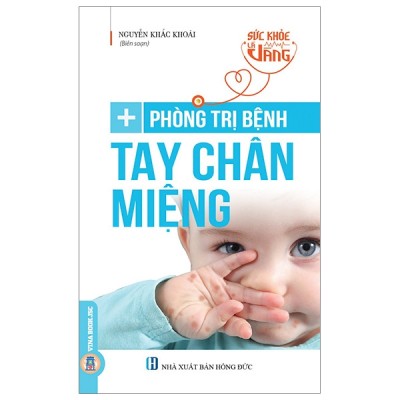 NGUYỄN KHẮC KHOÁI
(Biên soạn)
SỨC KHỎE
LÀ
VÀNG
+ PHÒNG TRỊ BỆNH
TAY CHÂN
MIỆNG
VINA BOOK.JSC
NHÀ XUẤT BẢN HỒNG ĐỨC